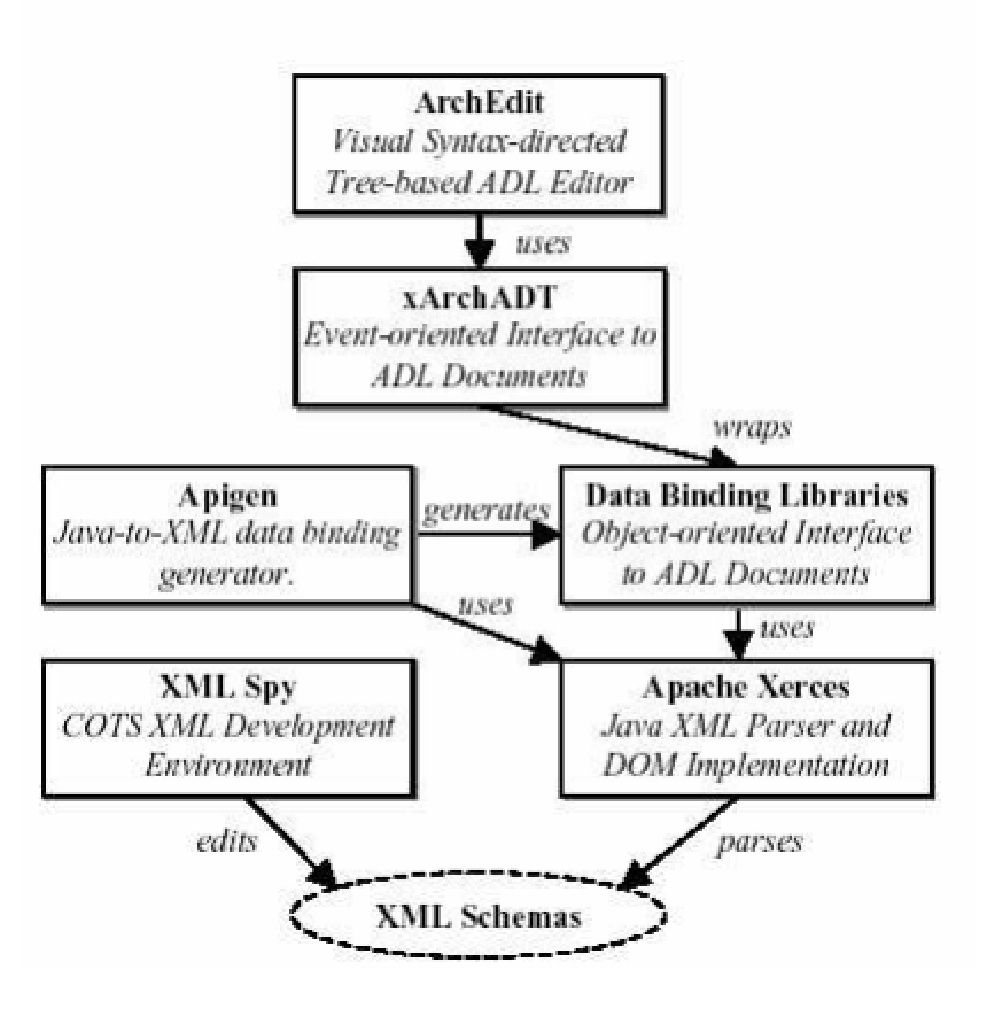 ArchEdit
Visual Syntax-directed
Tree-based ADL Editor
uses
xArchADT
Event-oriented Interface to
ADL Documents
wraps
Apigen
Java-to-XML data binding
generator.
generates
Data Binding Libraries
Object-oriented Interface
to ADL Documents
uses
uses
XML Spy
COTS XML Development
Environment
Apache Xerces
Java XML Parser and
DOM Implementation
edits
parses
XML Schemas